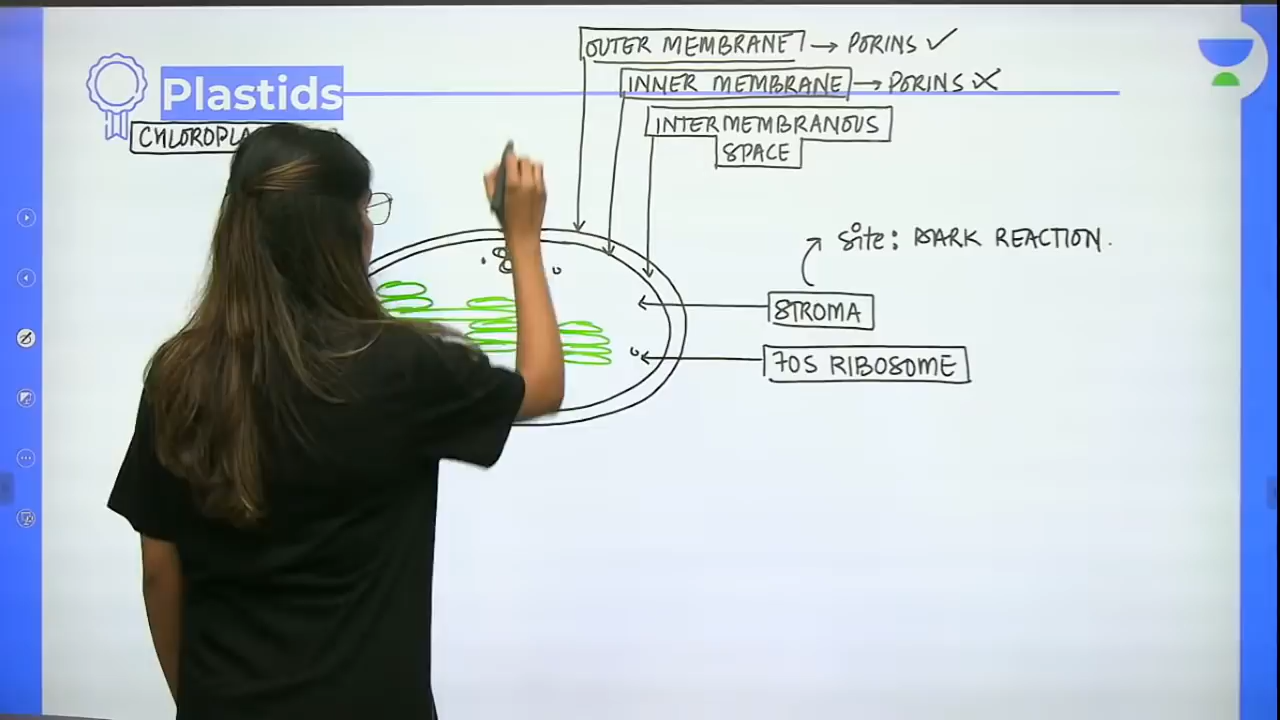 OUTER MEMBRANE → PORINS ✓
INNER MEMBRANE → PORINS ✗
Plastids
INTERMEMBRANOUS
SPACE
Site: DARK REACTION.
STROMA
70S RIBOSOME